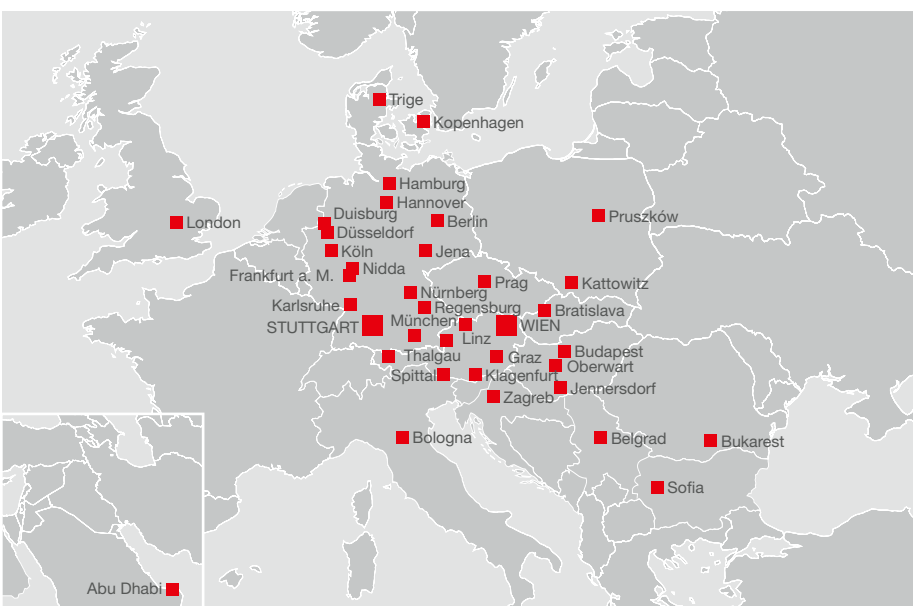 Trige
Kopenhagen
Hamburg
Hannover
Duisburg
Berlin
Pruszków
London
Düsseldorf
Köln
Jena
Nidda
Frankfurt a. M.
Prag
Kattowitz
Nürnberg
Karlsruhe
Regensburg
Bratislava
München
STUTTGART
WIEN
Linz
Budapest
Thalgau
Graz
Oberwart
Spittal
Klagenfurt
Jennersdorf
Zagreb
Bologna
Belgrad
Bukarest
Sofia
Abu Dhabi